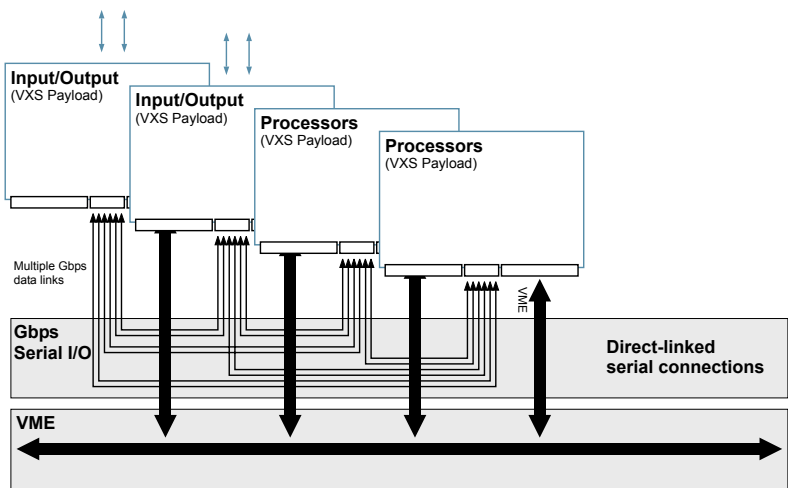 Input/Output
(VXS Payload)
Input/Output
(VXS Payload)
Processors
(VXS Payload)
Processors
(VXS Payload)
Multiple Gbps
data links
VME
Gbps
Serial I/O
Direct-linked
serial connections
VME